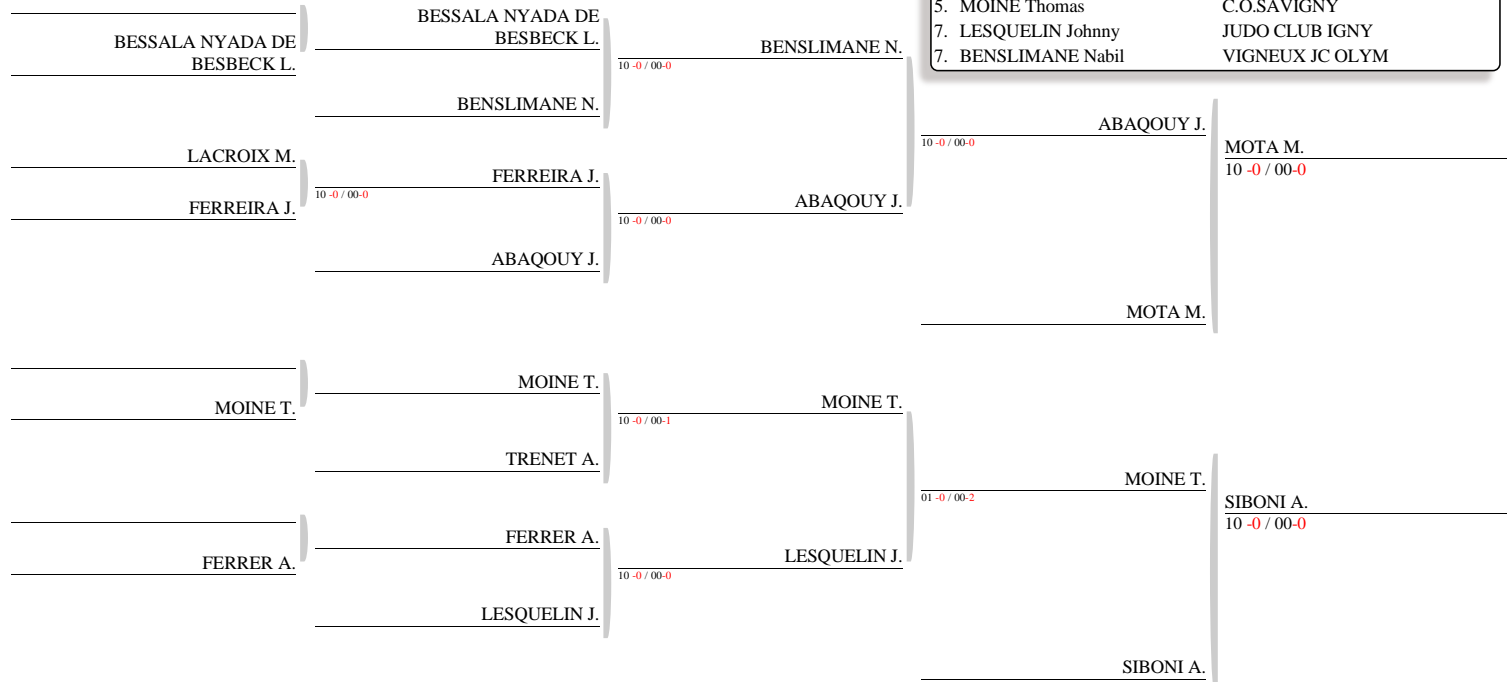 5. MOINE Thomas C.O.SAVIGNY
7. LESQUELIN Johnny JUDO CLUB IGNY
7. BENSLIMANE Nabil VIGNEUX JC OLYM
BESSALA NYADA DE
BESBECK L.
LACROIX M.
FERREIRA J.
MOINE T.
FERRER A.
BESSALA NYADA DE
BESBECK L.
BENSLIMANE N.
FERREIRA J.
10 -0 / 00-0
ABAQOUY J.
MOINE T.
TRENET A.
FERRER A.
LESQUELIN J.
BENSLIMANE N.
10 -0 / 00-0
ABAQOUY J.
10 -0 / 00-0
MOINE T.
10 -0 / 00-1
LESQUELIN J.
10 -0 / 00-0
ABAQOUY J.
10 -0 / 00-0
MOTA M.
MOINE T.
01 -0 / 00-2
SIBONI A.
MOTA M.
10 -0 / 00-0
SIBONI A.
10 -0 / 00-0